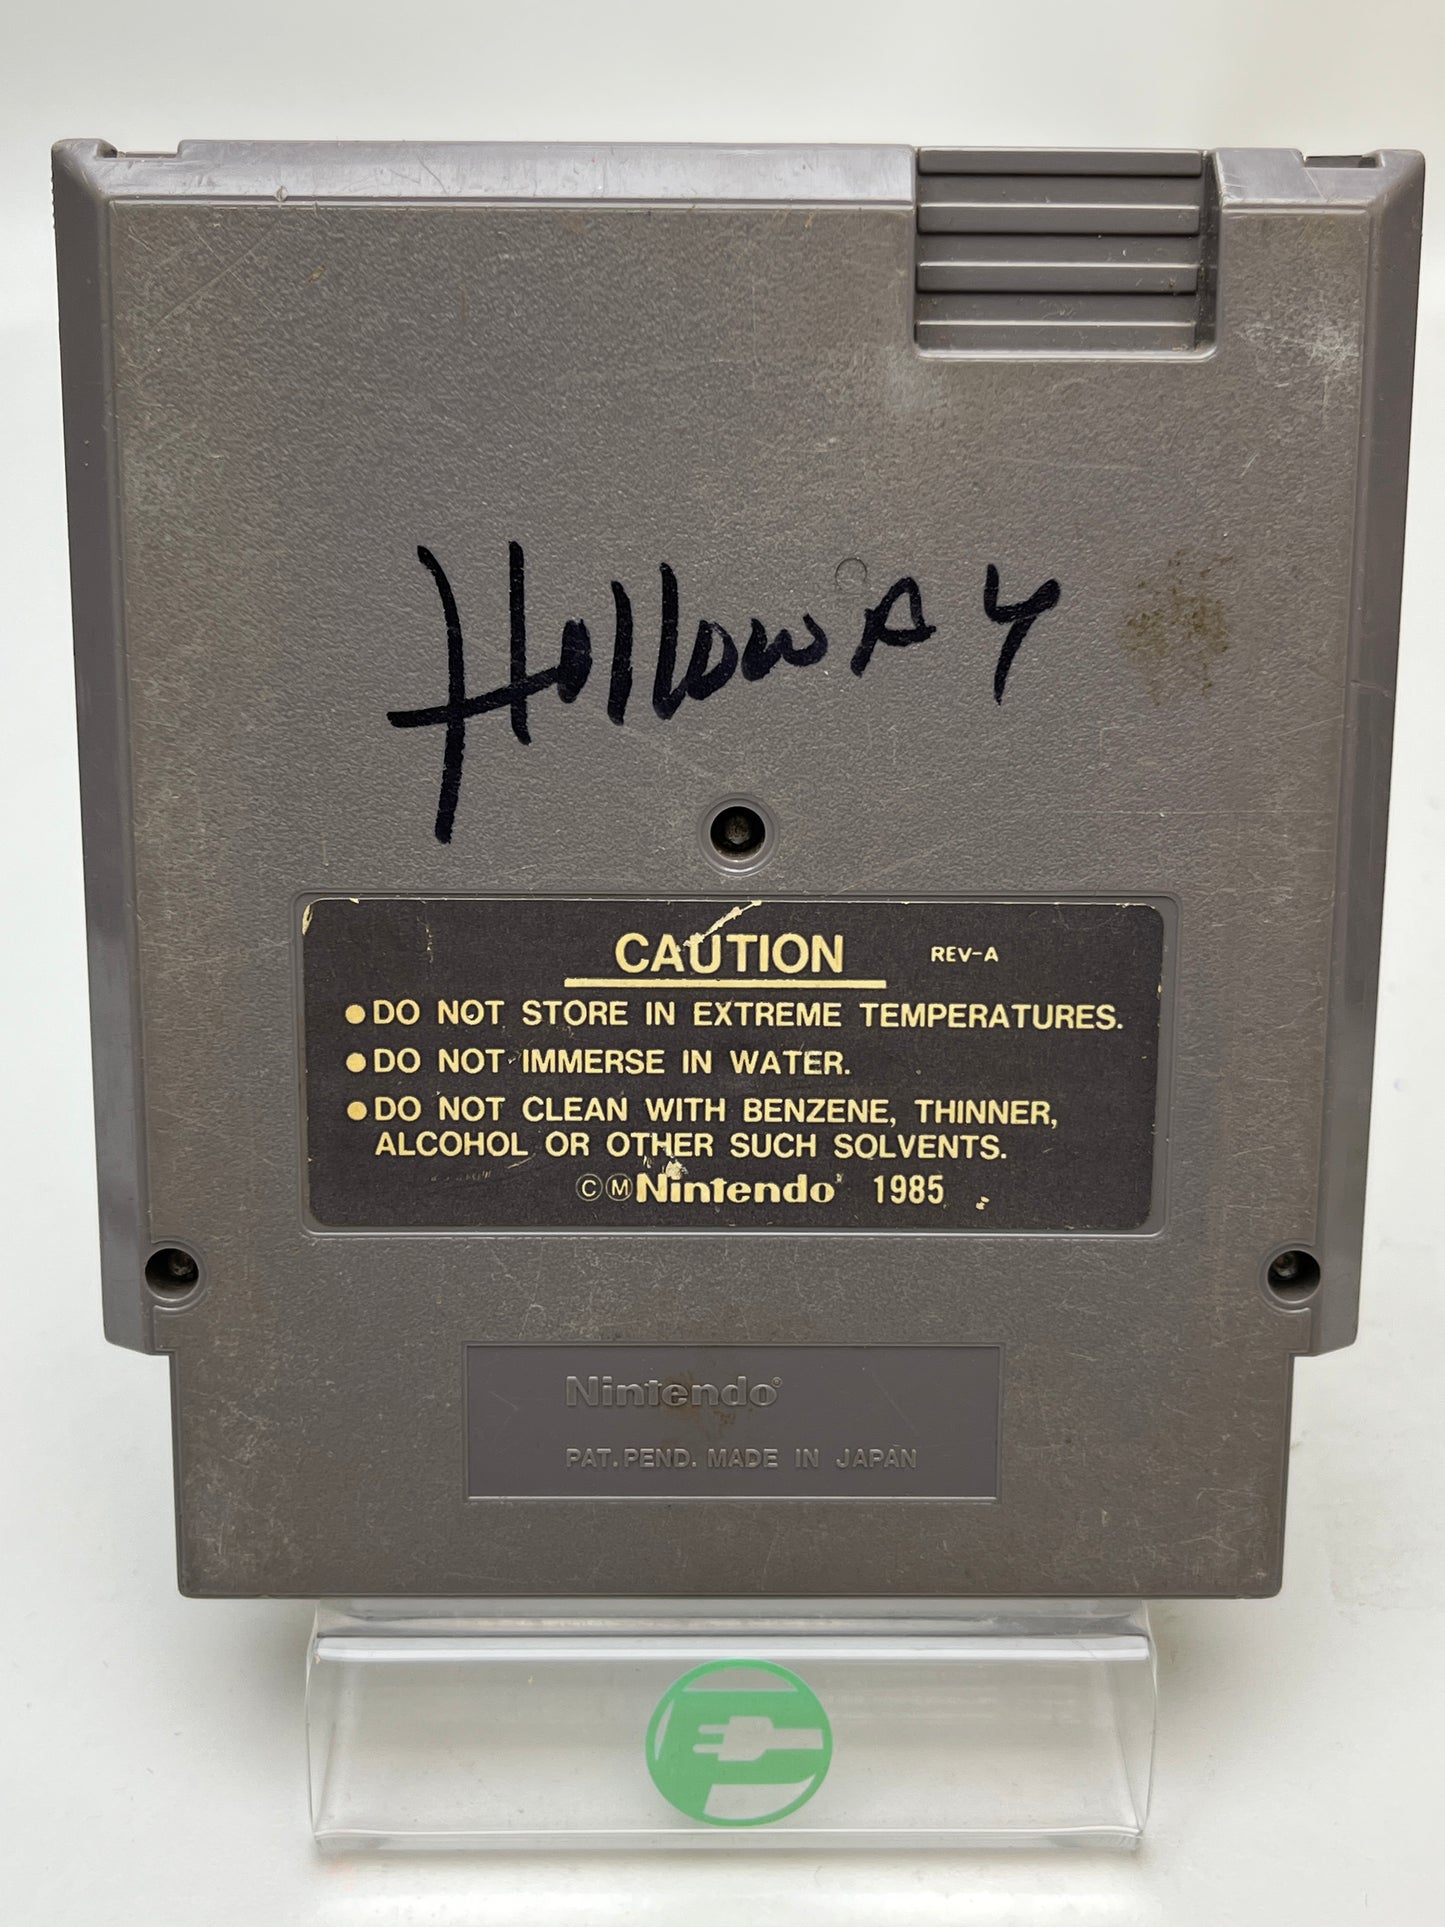 Holloway
CAUTION REV-A
●DO NOT STORE IN EXTREME TEMPERATURES.
●DO NOT IMMERSE IN WATER.
●DO NOT CLEAN WITH BENZENE, THINNER,
ALCOHOL OR OTHER SUCH SOLVENTS.
ⒸⓂNintendo® 1985
Nintendo®
PAT. PEND. MADE IN JAPAN